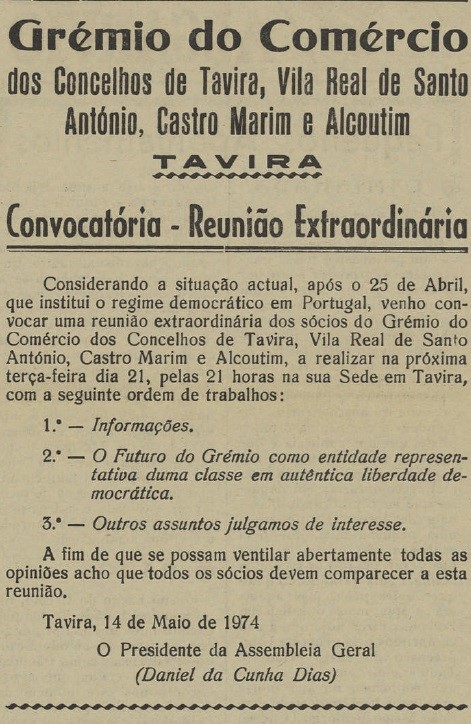 Grémio do Comércio
dos Concelhos de Tavira, Vila Real de Santo
António, Castro Marim e Alcoutim
TAVIRA
Convocatória - Reunião Extraordinária
Considerando a situação actual, após o 25 de Abril,
que institui o regime democrático em Portugal, venho con-
vocar uma reunião extraordinária dos sócios do Grémio do
Comércio dos Concelhos de Tavira, Vila Real de Santo
António, Castro Marim e Alcoutim, a realizar na próxima
terça-feira dia 21, pelas 21 horas na sua Sede em Tavira,
com a seguinte ordem de trabalhos:
1.º — Informações.
2.º — O Futuro do Grémio como entidade represen-
tativa duma classe em autêntica liberdade de-
mocrática.
3.º — Outros assuntos julgamos de interesse.
A fim de que se possam ventilar abertamente todas as
opiniões acho que todos os sócios devem comparecer a esta
reunião.
Tavira, 14 de Maio de 1974
O Presidente da Assembleia Geral
(Daniel da Cunha Dias)